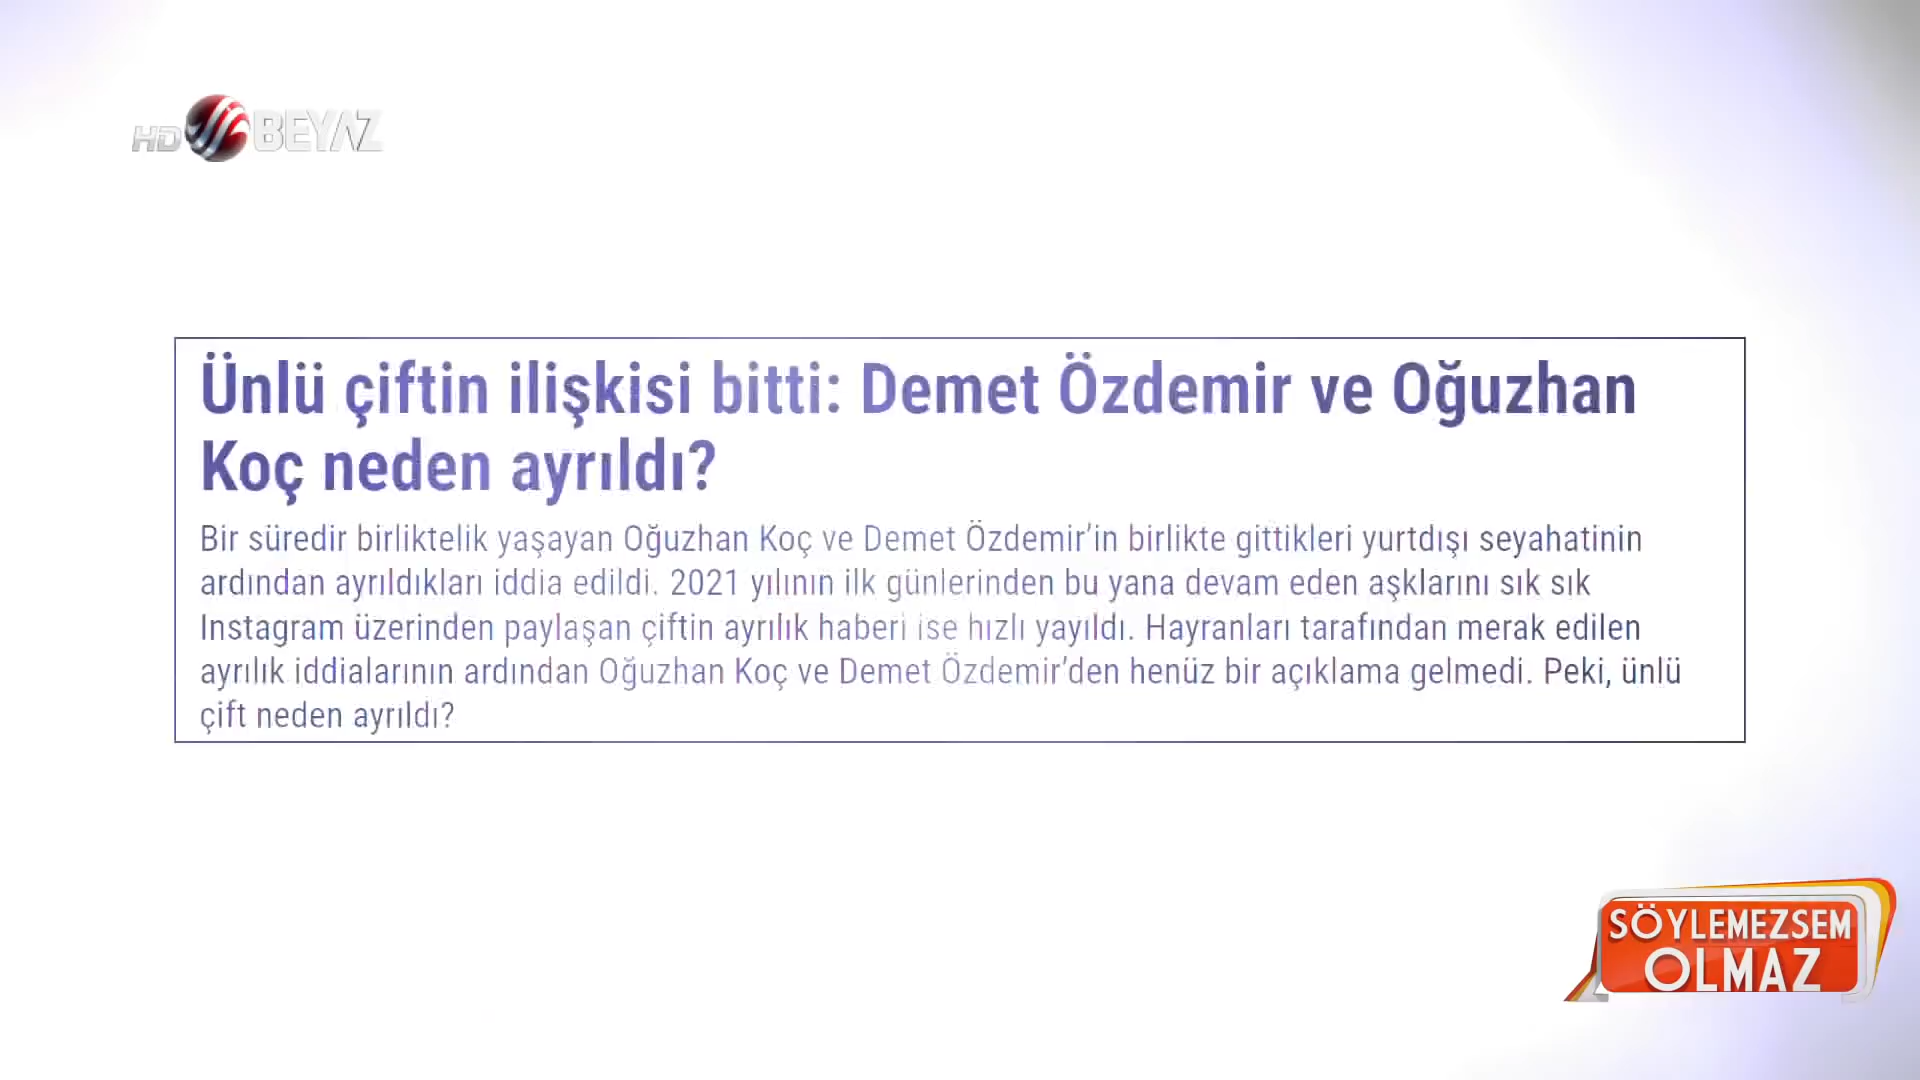 HD BEYAZ
Ünlü çiftin ilişkisi bitti: Demet Özdemir ve Oğuzhan
Koç neden ayrıldı?
Bir süredir birliktelik yaşayan Oğuzhan Koç ve Demet Özdemir’in birlikte gittikleri yurtdışı seyahatinin
ardından ayrıldıkları iddia edildi. 2021 yılının ilk günlerinden bu yana devam eden aşklarını sık sık
Instagram üzerinden paylaşan çiftin ayrılık haberi ise hızlı yayıldı. Hayranları tarafından merak edilen
ayrılık iddialarının ardından Oğuzhan Koç ve Demet Özdemir’den henüz bir açıklama gelmedi. Peki, ünlü
çift neden ayrıldı?
SÖYLEMEZSEM
OLMAZ